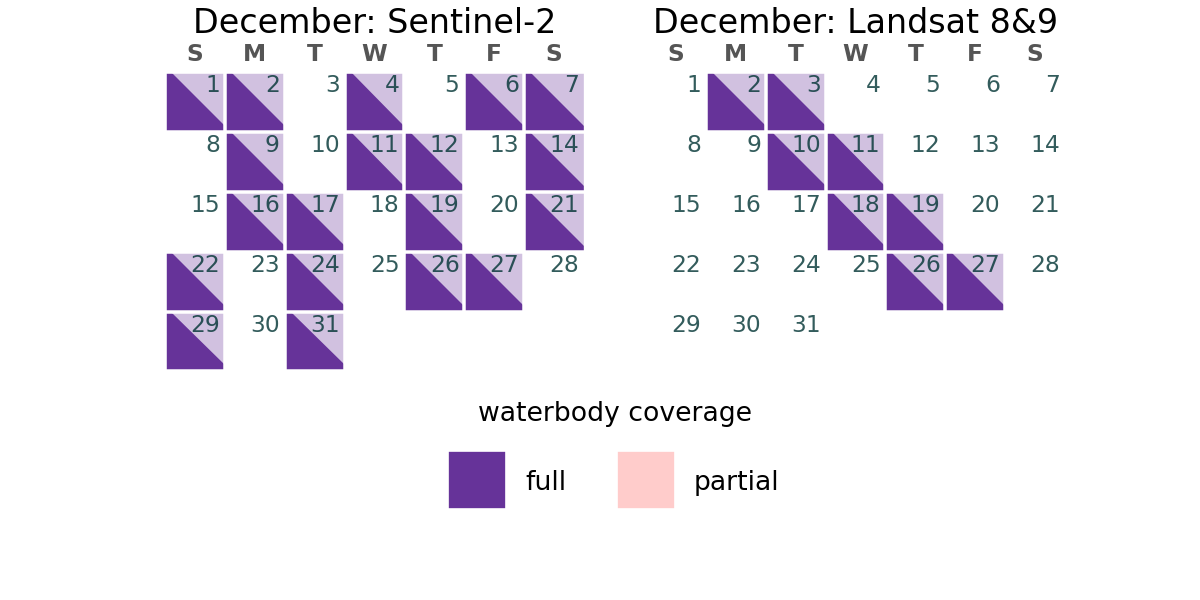 December: Sentinel-2
S M T W T F S
1 2 3 4 5 6 7
8 9 10 11 12 13 14
15 16 17 18 19 20 21
22 23 24 25 26 27 28
29 30 31
December: Landsat 8&9
S M T W T F S
1 2 3 4 5 6 7
8 9 10 11 12 13 14
15 16 17 18 19 20 21
22 23 24 25 26 27 28
29 30 31
waterbody coverage
full partial